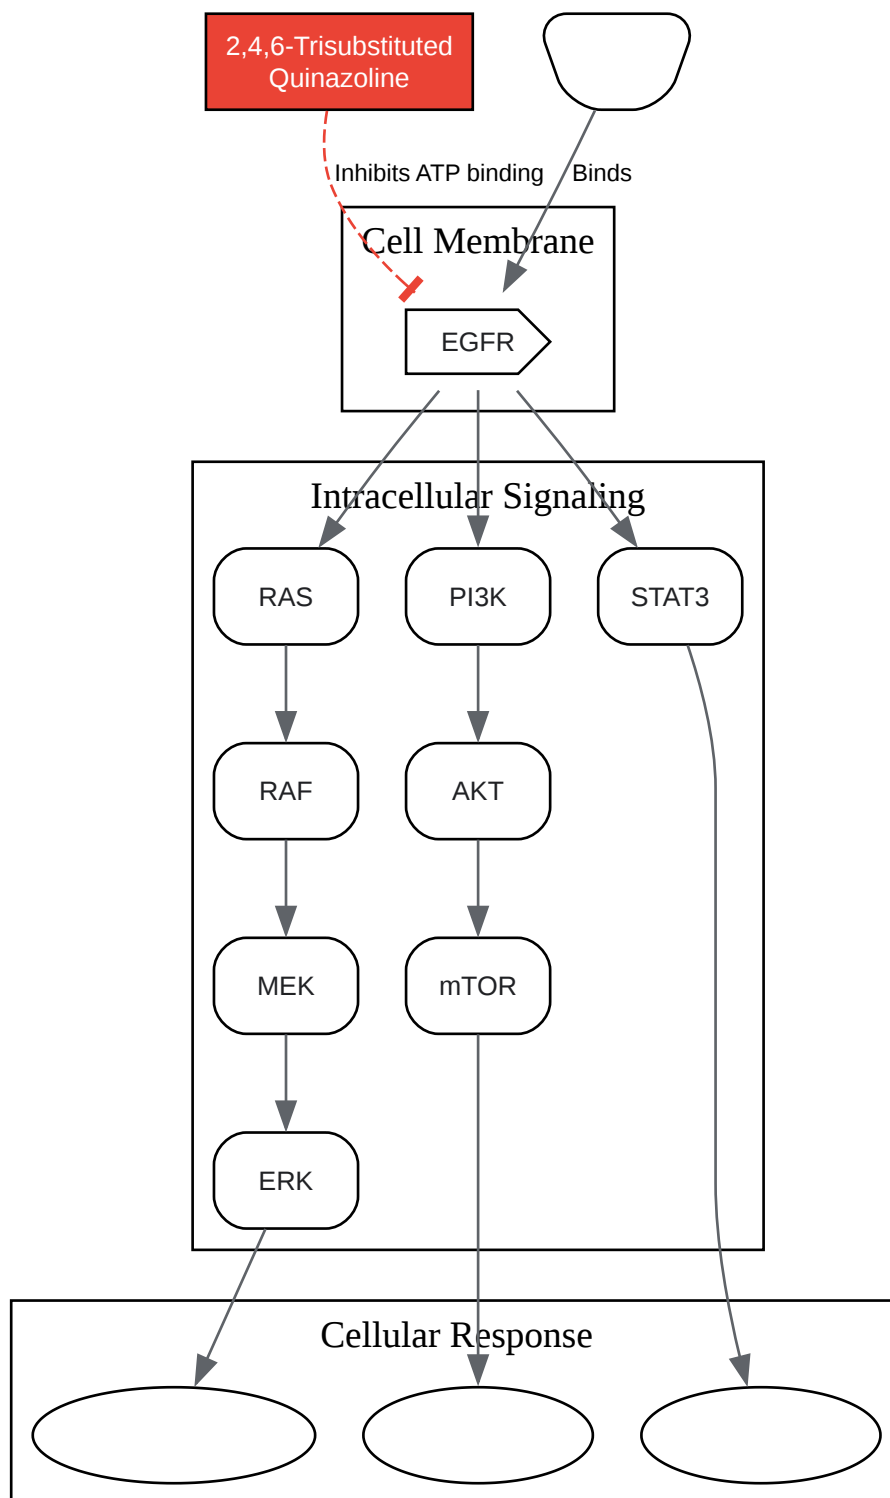 2,4,6-Trisubstituted
Quinazoline
Inhibits ATP binding
Binds
Cell Membrane
EGFR
Intracellular Signaling
RAS
PI3K
STAT3
RAF
AKT
MEK
mTOR
ERK
Cellular Response